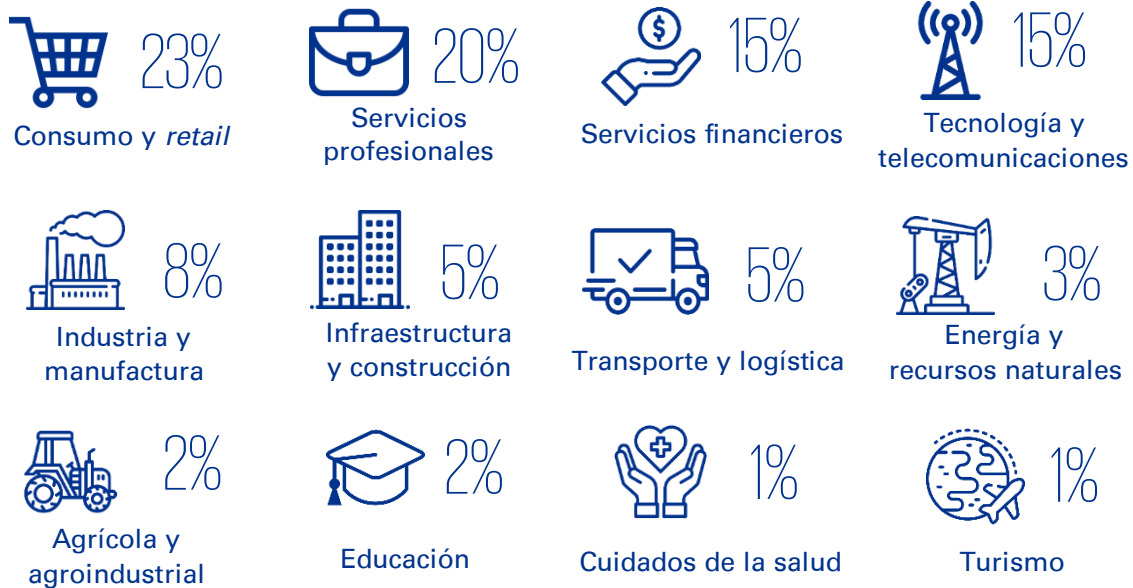 23%
Consumo y retail
20%
Servicios
profesionales
$
15%
Servicios financieros
15%
Tecnología y
telecomunicaciones
8%
Industria y
manufactura
5%
Infraestructura
y construcción
5%
Transporte y logística
3%
Energía y
recursos naturales
2%
Agrícola y
agroindustrial
2%
Educación
1%
Cuidados de la salud
1%
Turismo